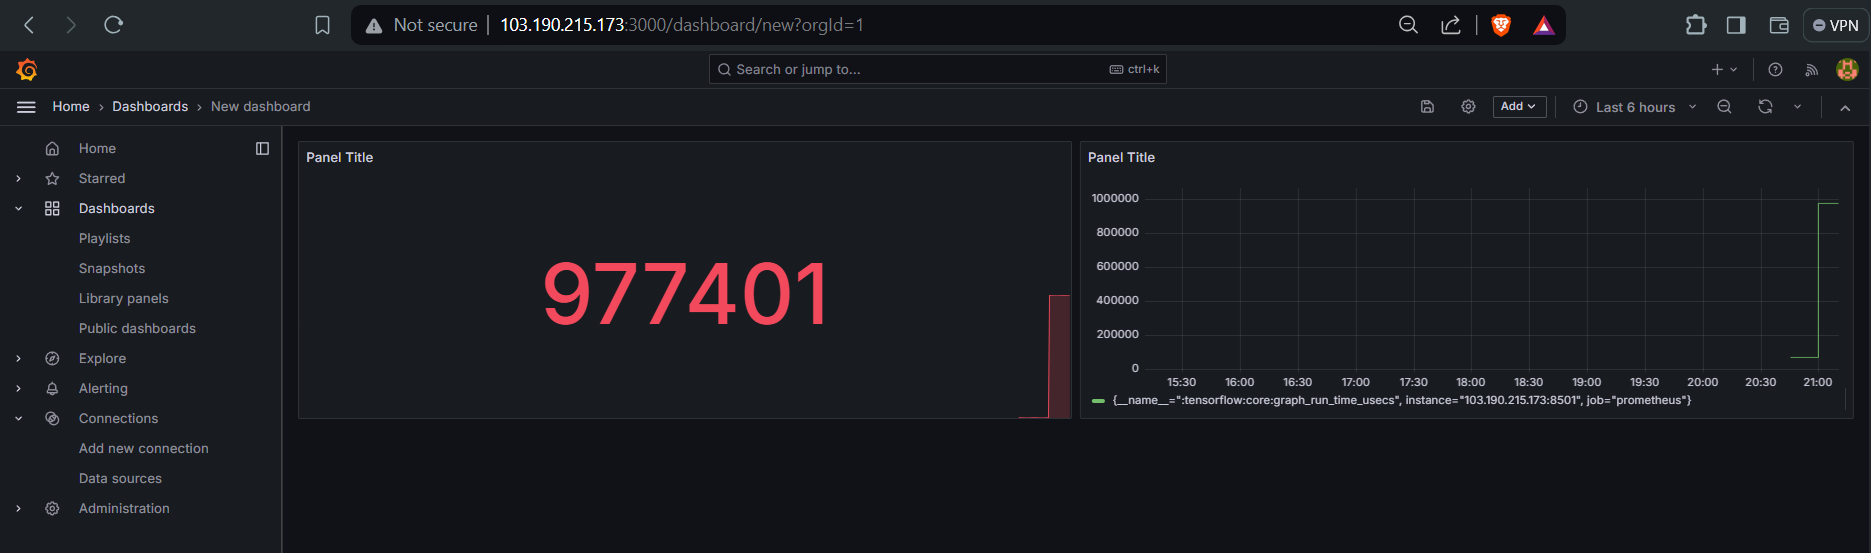 Not secure 103.190.215.173:3000/dashboard/new?orgId=1 VPN
Search or jump to... ctrl+k
Home › Dashboards › New dashboard Add Last 6 hours
Home
Starred
Dashboards
Playlists
Snapshots
Library panels
Public dashboards
Explore
Alerting
Connections
Add new connection
Data sources
Administration
Panel Title
977401
Panel Title
1000000
800000
600000
400000
200000
0
15:30 16:00 16:30 17:00 17:30 18:00 18:30 19:00 19:30 20:00 20:30 21:00
{__name__=":tensorflow:core:graph_run_time_usecs", instance="103.190.215.173:8501", job="prometheus"}